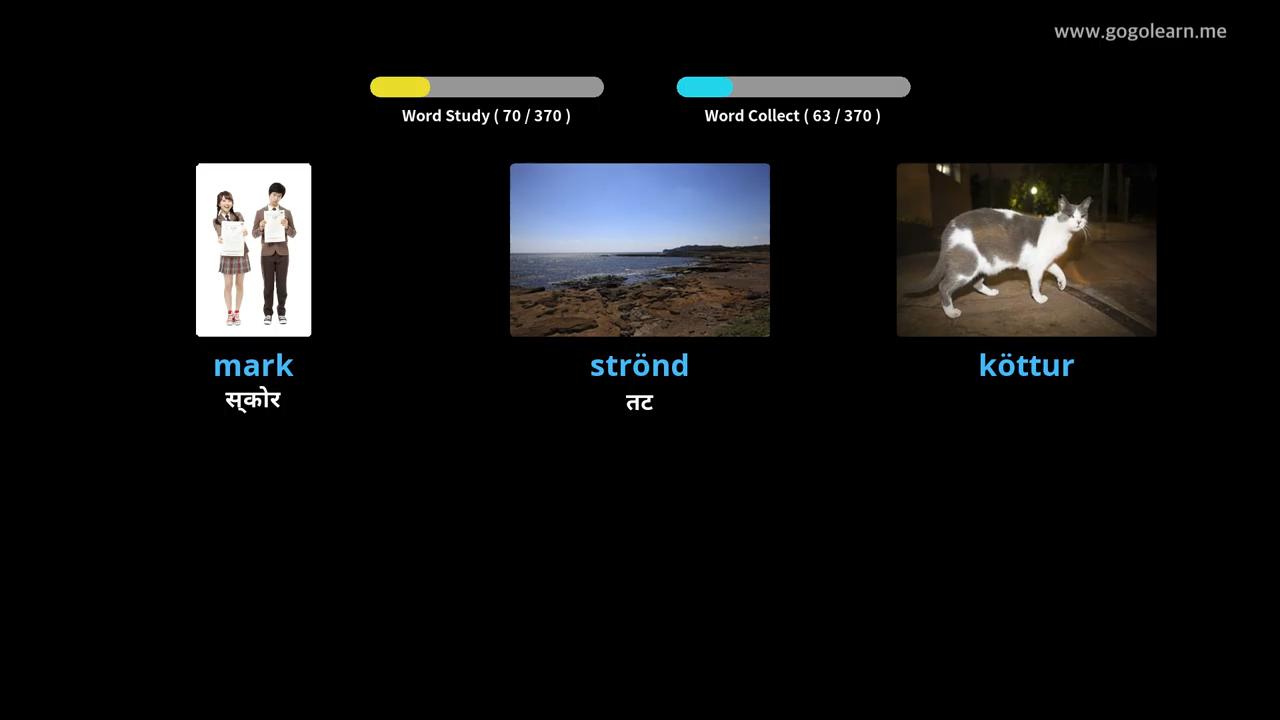 www.gogolearn.me
Word Study ( 70 / 370 )
Word Collect ( 63 / 370 )
mark
स्कोर
strönd
तट
köttur